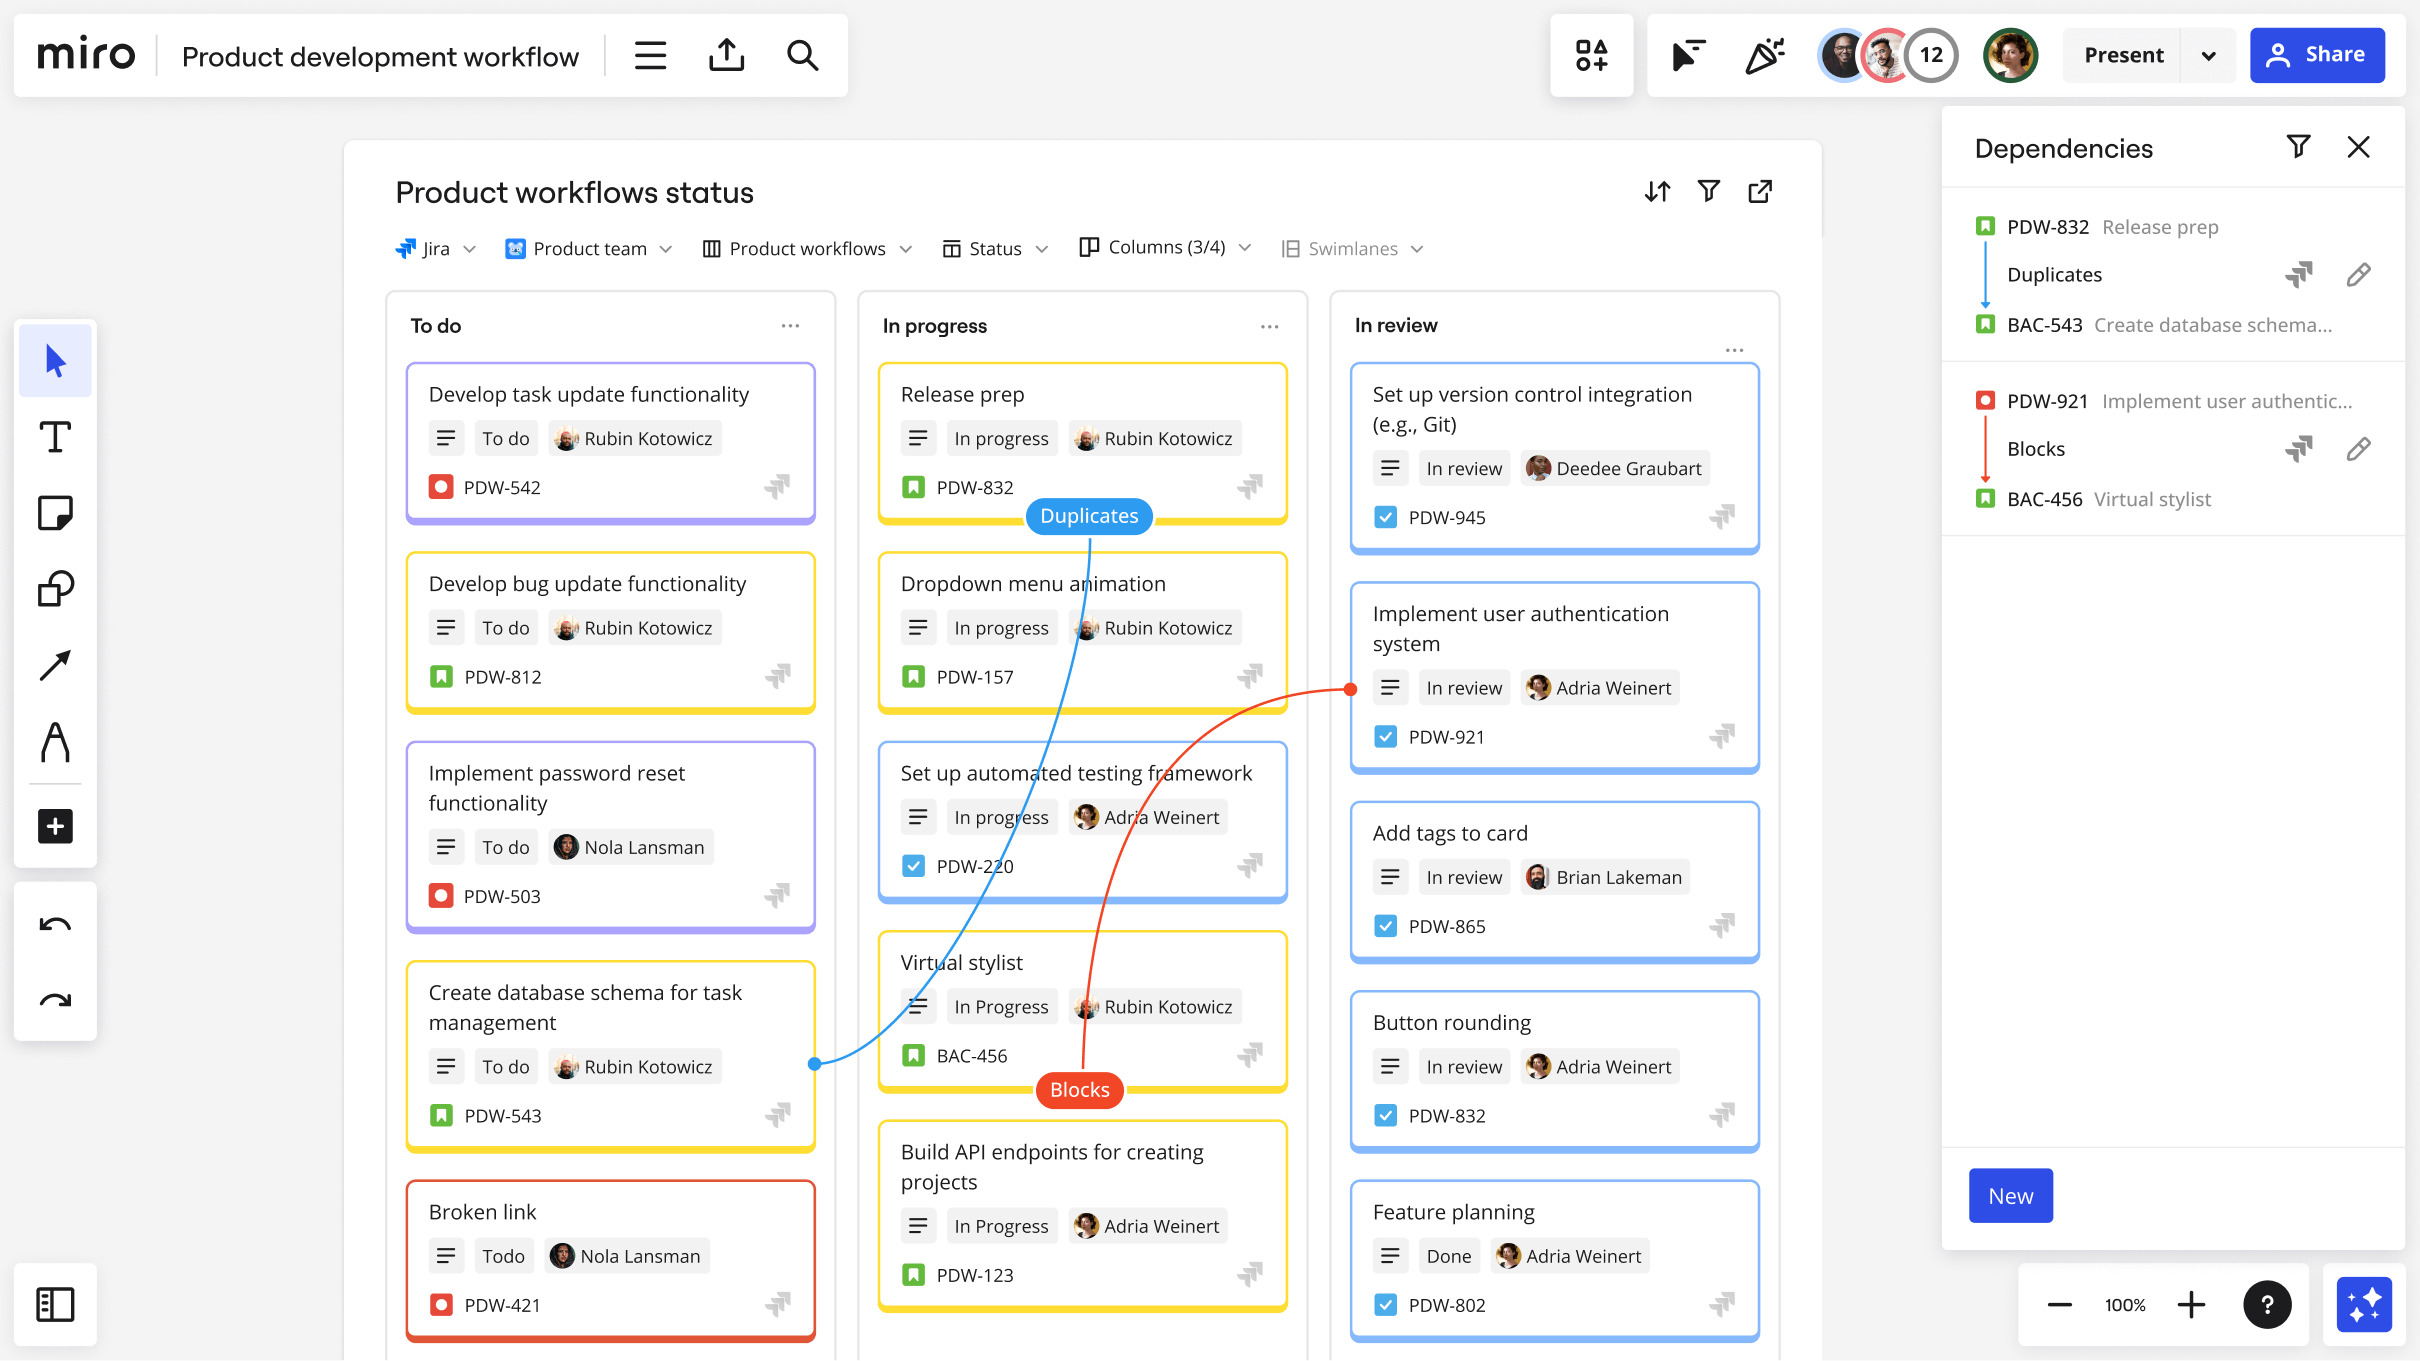 miro
Product development workflow
12
Present
Share
Product workflows status
Jira
Product team
Product workflows
Status
Columns (3/4)
Swimlanes
To do
...
Develop task update functionality
To do
Rubin Kotowicz
PDW-542
Develop bug update functionality
To do
Rubin Kotowicz
PDW-812
Implement password reset
functionality
To do
Nola Lansman
PDW-503
Create database schema for task
management
To do
Rubin Kotowicz
PDW-543
Broken link
Todo
Nola Lansman
PDW-421
In progress
...
Release prep
In progress
Rubin Kotowicz
PDW-832
Duplicates
Dropdown menu animation
In progress
Rubin Kotowicz
PDW-157
Set up automated testing framework
In progress
Adria Weinert
PDW-220
Virtual stylist
In Progress
Rubin Kotowicz
BAC-456
Blocks
Build API endpoints for creating
projects
In Progress
Adria Weinert
PDW-123
In review
...
Set up version control integration
(e.g., Git)
In review
Deedee Graubart
PDW-945
Implement user authentication
system
In review
Adria Weinert
PDW-921
Add tags to card
In review
Brian Lakeman
PDW-865
Button rounding
In review
Adria Weinert
PDW-832
Feature planning
Done
Adria Weinert
PDW-802
Dependencies
PDW-832 Release prep
Duplicates
BAC-543 Create database schema...
PDW-921 Implement user authentic...
Blocks
BAC-456 Virtual stylist
New
100%
?